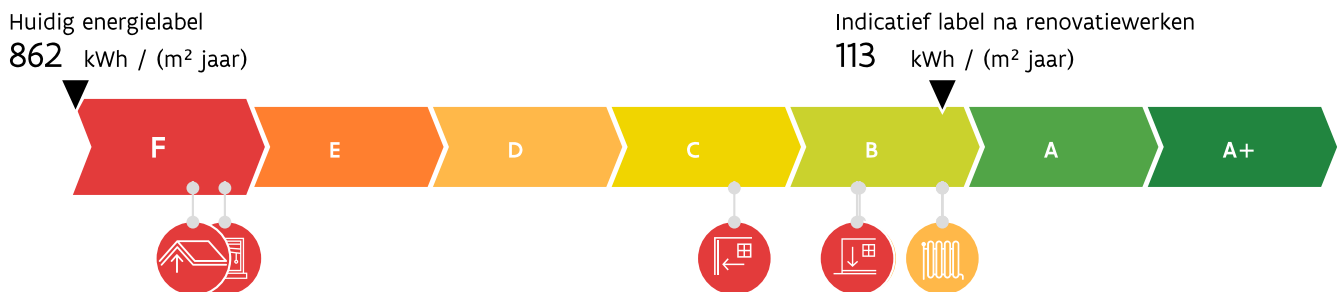 Huidig energielabel
862 kWh / (m² jaar)
Indicatief label na renovatiewerken
113 kWh / (m² jaar)
F E D C B A A+